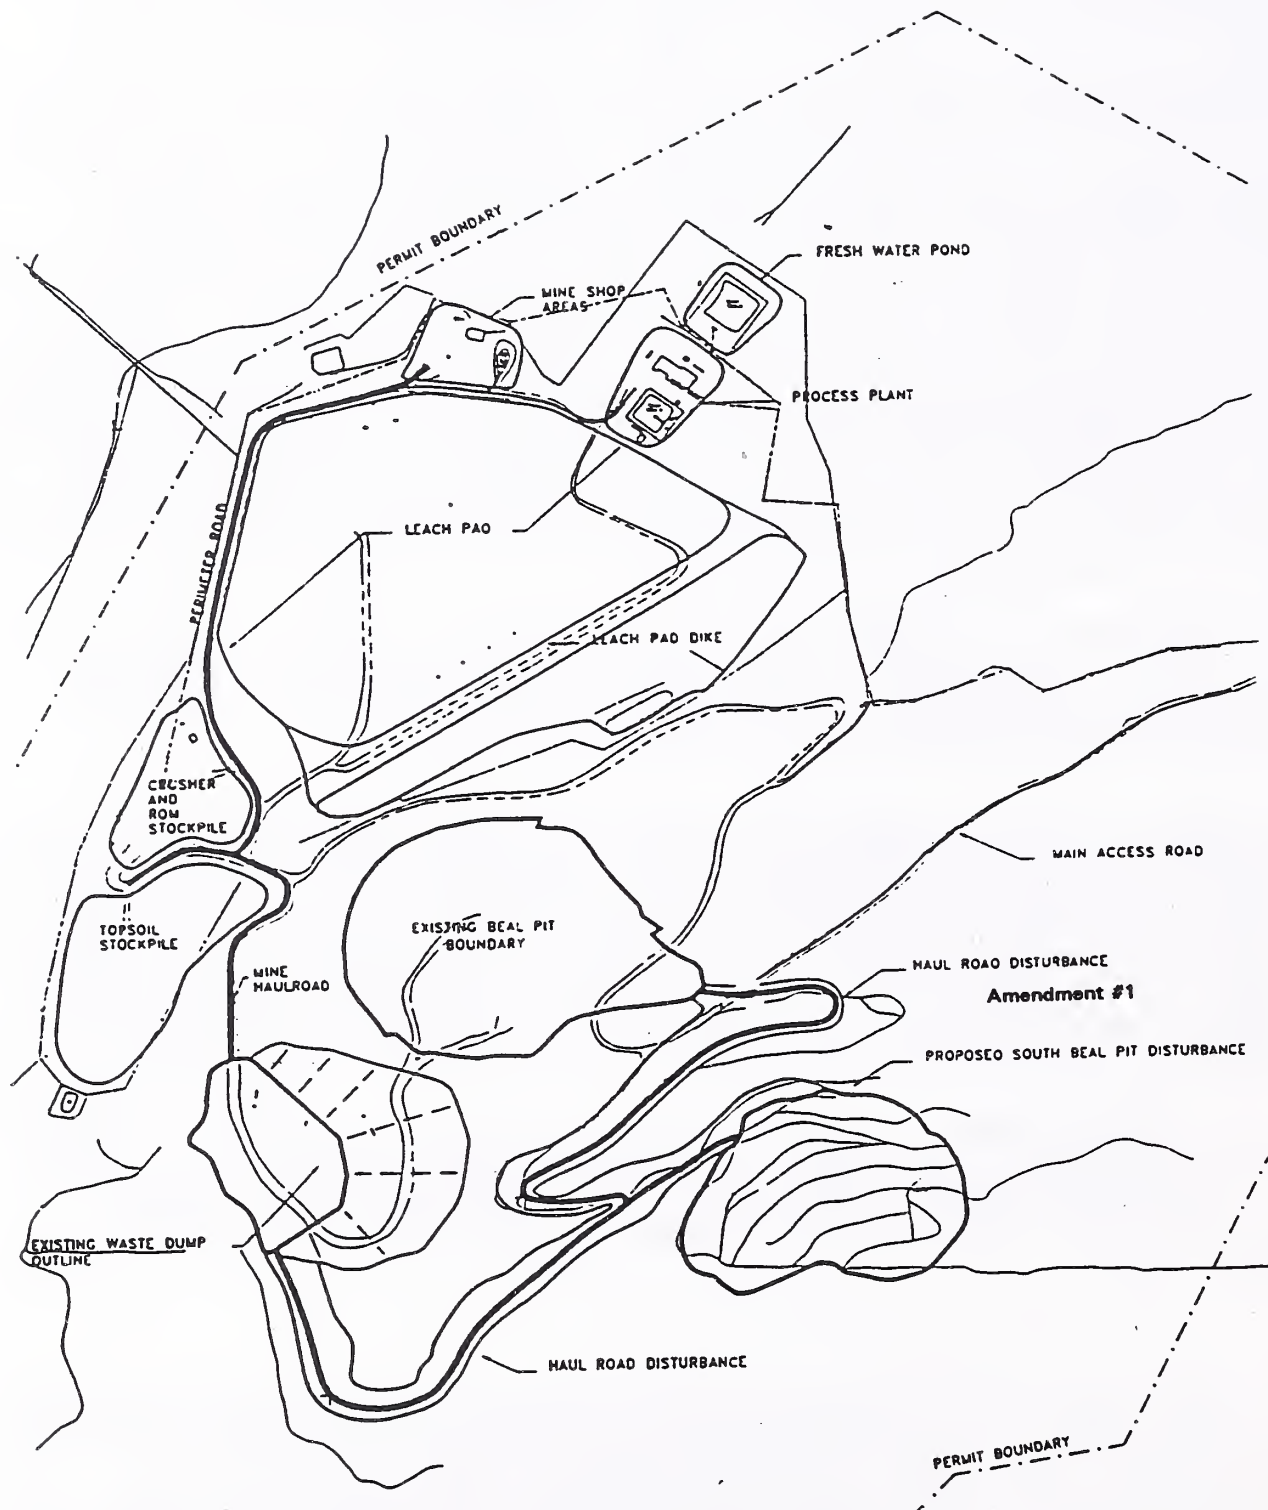 PERMIT BOUNDARY
FRESH WATER POND
MINE SHOP
AREAS
PROCESS PLANT
PERIMETER ROAD
LEACH PAD
LEACH PAD DIKE
CRUSHER
AND
ROM
STOCKPILE
MAIN ACCESS ROAD
TOPSOIL
STOCKPILE
EXISTING BEAL PIT
BOUNDARY
MINE
HAULROAD
HAUL ROAD DISTURBANCE
Amendment #1
PROPOSED SOUTH BEAL PIT DISTURBANCE
EXISTING WASTE DUMP
OUTLINE
HAUL ROAD DISTURBANCE
PERMIT BOUNDARY